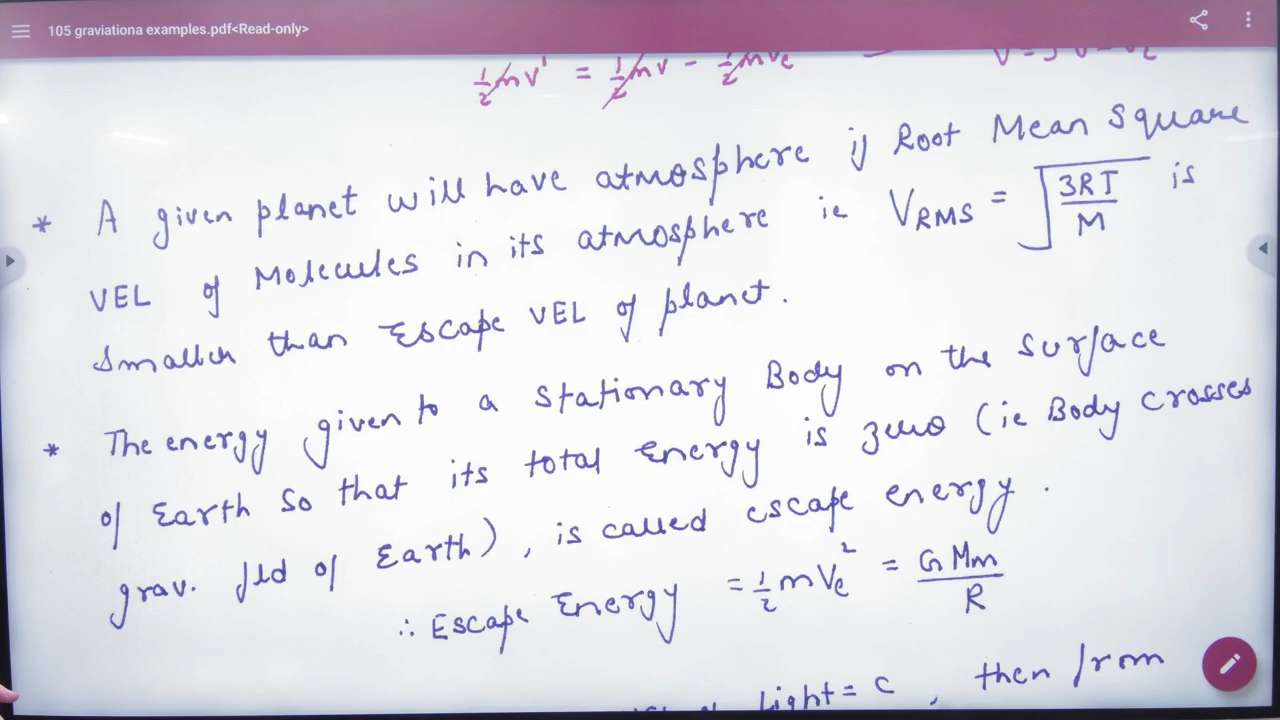 105 graviationa examples.pdf<Read-only>
½mv' = ½mv - ½mve
* A given planet will have atmosphere if Root Mean Square
VEL of Molecules in its atmosphere ie VRMS = √(3RT/M) is
smaller than Escape VEL of planet.
* The energy given to a stationary Body on the surface
of Earth so that its total energy is zero (ie Body crosses
grav. fld of Earth), is called escape energy.
∴ Escape Energy = ½mVe² = GMm/R
Light = c, then from